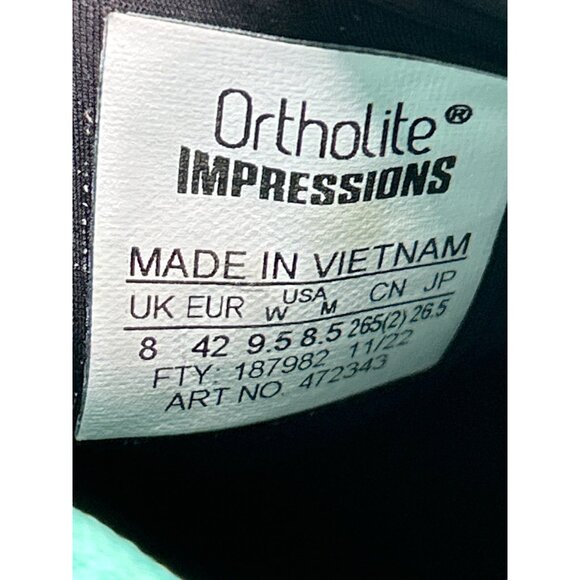 Ortholite®
IMPRESSIONS
MADE IN VIETNAM
UK EUR USA W M CN JP
8 42 9.5 8.5 265(2) 26.5
FTY: 187982 11/22
ART NO. 472343